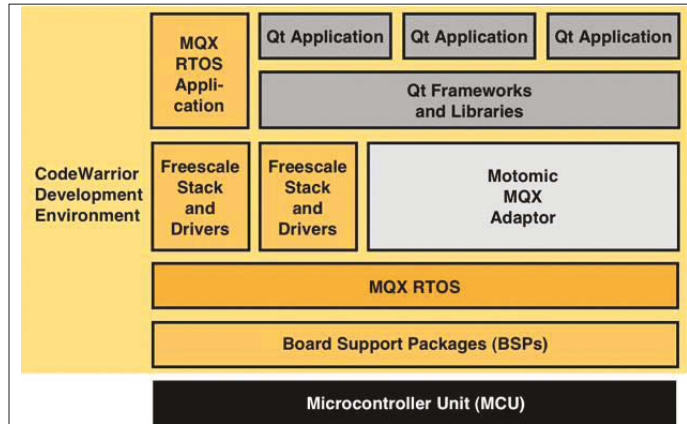 MQX
RTOS
Appli-
cation
Qt Application
Qt Application
Qt Application
Qt Frameworks
and Libraries
CodeWarrior
Development
Environment
Freescale
Stack
and
Drivers
Freescale
Stack
and
Drivers
Motomic
MQX
Adaptor
MQX RTOS
Board Support Packages (BSPs)
Microcontroller Unit (MCU)